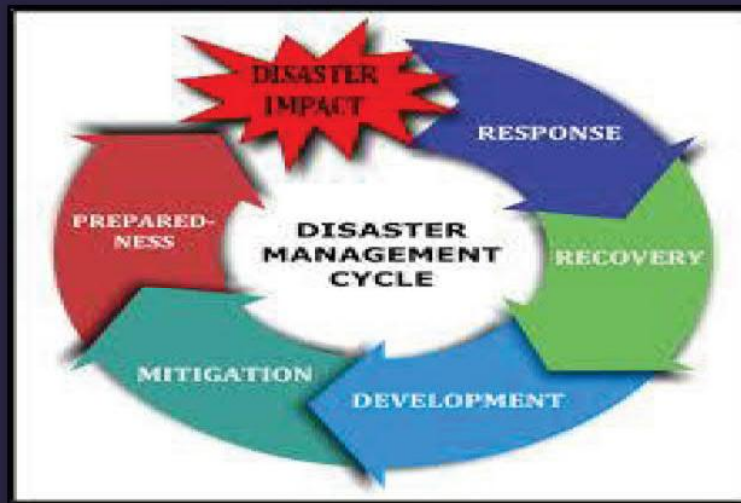 DISASTER
IMPACT
RESPONSE
RECOVERY
DEVELOPMENT
MITIGATION
PREPARED-
NESS
DISASTER
MANAGEMENT
CYCLE